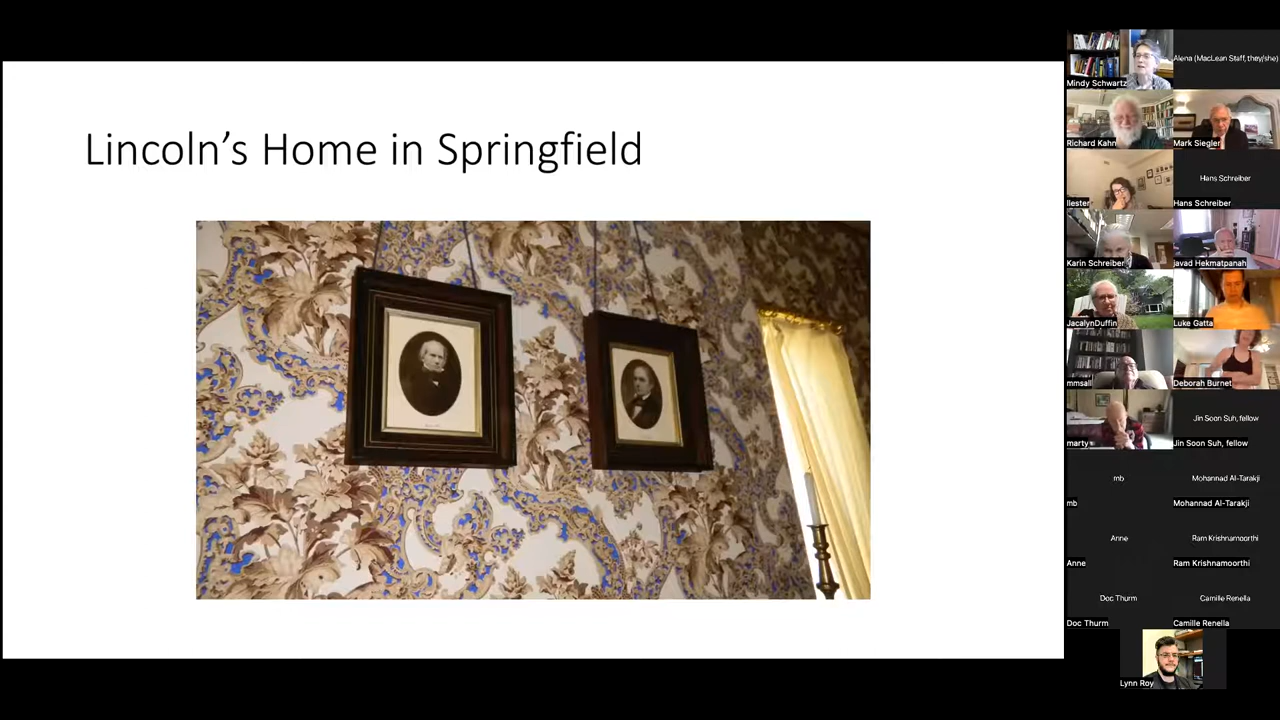 Lincoln’s Home in Springfield
Mindy Schwartz
Alena (MacLean Staff, they/she)
Richard Kahn
Mark Siegler
llester
Hans Schreiber
Hans Schreiber
Karin Schreiber
javad Hekmatpanah
JacalynDuffin
Luke Gatta
mmsall
Deborah Burnet
marty
Jin Soon Suh, fellow
Jin Soon Suh, fellow
mb
mb
Mohannad Al-Tarakji
Mohannad Al-Tarakji
Anne
Anne
Ram Krishnamoorthi
Ram Krishnamoorthi
Doc Thurm
Doc Thurm
Camille Renella
Camille Renella
Lynn Roy